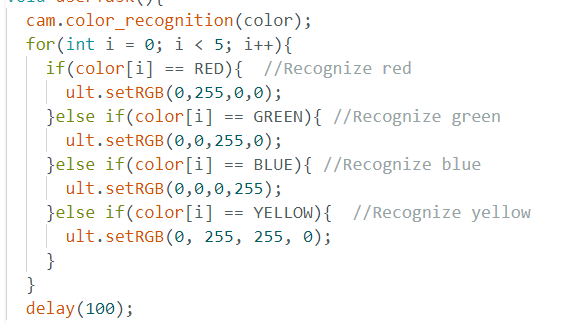 cam.color_recognition(color);
for(int i = 0; i < 5; i++){
if(color[i] == RED){  //Recognize red
ult.setRGB(0,255,0,0);
}else if(color[i] == GREEN){ //Recognize green
ult.setRGB(0,0,255,0);
}else if(color[i] == BLUE){ //Recognize blue
ult.setRGB(0,0,0,255);
}else if(color[i] == YELLOW){  //Recognize yellow
ult.setRGB(0, 255, 255, 0);
}
}
delay(100);